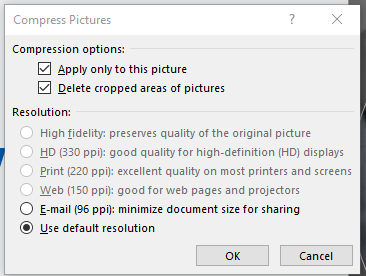 Compress Pictures
?
Compression options:
Apply only to this picture
Delete cropped areas of pictures
Resolution:
High fidelity: preserves quality of the original picture
HD (330 ppi): good quality for high-definition (HD) displays
Print (220 ppi): excellent quality on most printers and screens
Web (150 ppi): good for web pages and projectors
E-mail (96 ppi): minimize document size for sharing
Use default resolution
OK Cancel